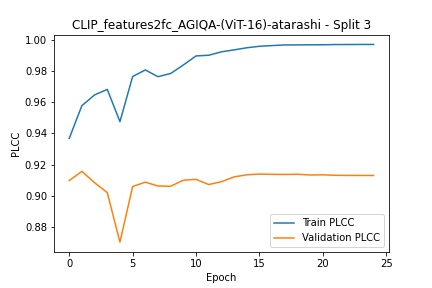 CLIP_features2fc_AGIQA-(ViT-16)-atarashi - Split 3
1.00
0.98
0.96
0.94
0.92
0.90
0.88
PLCC
Train PLCC
Validation PLCC
0 5 10 15 20 25
Epoch